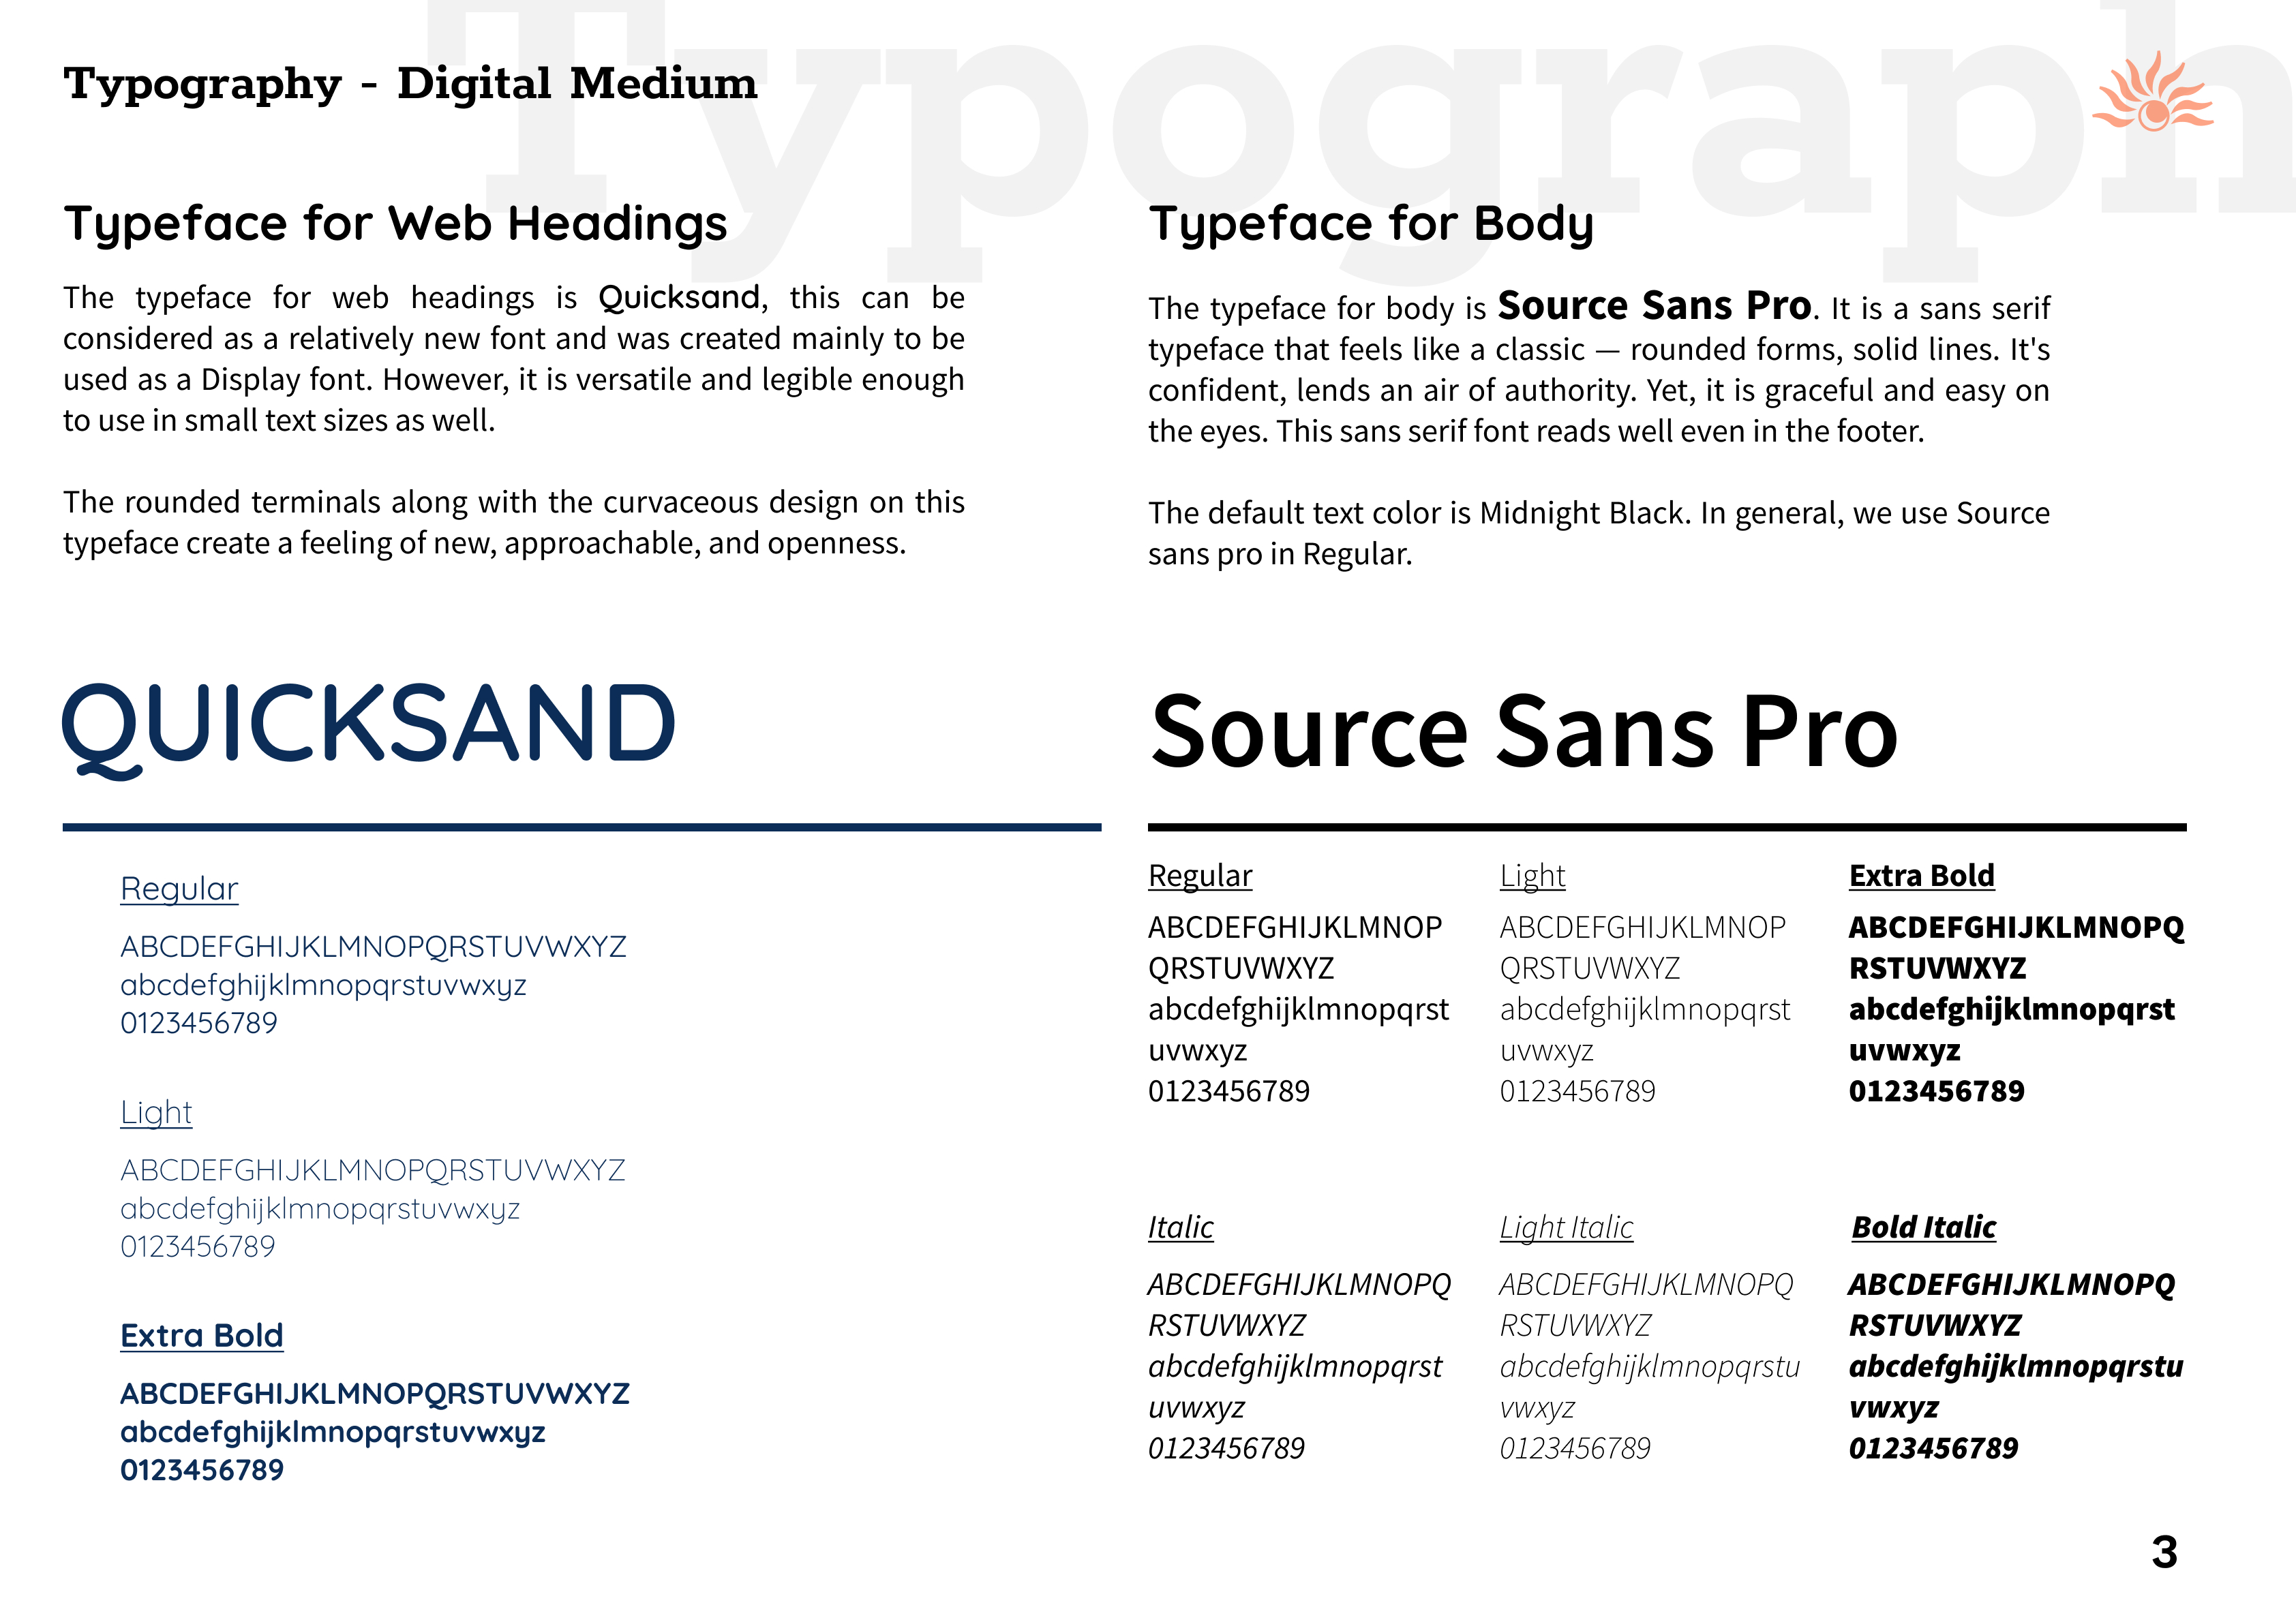 Typograph
Typography - Digital Medium
Typeface for Web Headings
The typeface for web headings is Quicksand, this can be
considered as a relatively new font and was created mainly to be
used as a Display font. However, it is versatile and legible enough
to use in small text sizes as well.
The rounded terminals along with the curvaceous design on this
typeface create a feeling of new, approachable, and openness.
QUICKSAND
Regular
ABCDEFGHIJKLMNOPQRSTUVWXYZ
abcdefghijklmnopqrstuvwxyz
0123456789
Light
ABCDEFGHIJKLMNOPQRSTUVWXYZ
abcdefghijklmnopqrstuvwxyz
0123456789
Extra Bold
ABCDEFGHIJKLMNOPQRSTUVWXYZ
abcdefghijklmnopqrstuvwxyz
0123456789
Typeface for Body
The typeface for body is Source Sans Pro. It is a sans serif
typeface that feels like a classic — rounded forms, solid lines. It's
confident, lends an air of authority. Yet, it is graceful and easy on
the eyes. This sans serif font reads well even in the footer.
The default text color is Midnight Black. In general, we use Source
sans pro in Regular.
Source Sans Pro
Regular
ABCDEFGHIJKLMNOP
QRSTUVWXYZ
abcdefghijklmnopqrst
uvwxyz
0123456789
Light
ABCDEFGHIJKLMNOP
QRSTUVWXYZ
abcdefghijklmnopqrst
uvwxyz
0123456789
Extra Bold
ABCDEFGHIJKLMNOPQ
RSTUVWXYZ
abcdefghijklmnopqrst
uvwxyz
0123456789
Italic
ABCDEFGHIJKLMNOPQ
RSTUVWXYZ
abcdefghijklmnopqrst
uvwxyz
0123456789
Light Italic
ABCDEFGHIJKLMNOPQ
RSTUVWXYZ
abcdefghijklmnopqrstu
vwxyz
0123456789
Bold Italic
ABCDEFGHIJKLMNOPQ
RSTUVWXYZ
abcdefghijklmnopqrstu
vwxyz
0123456789
3